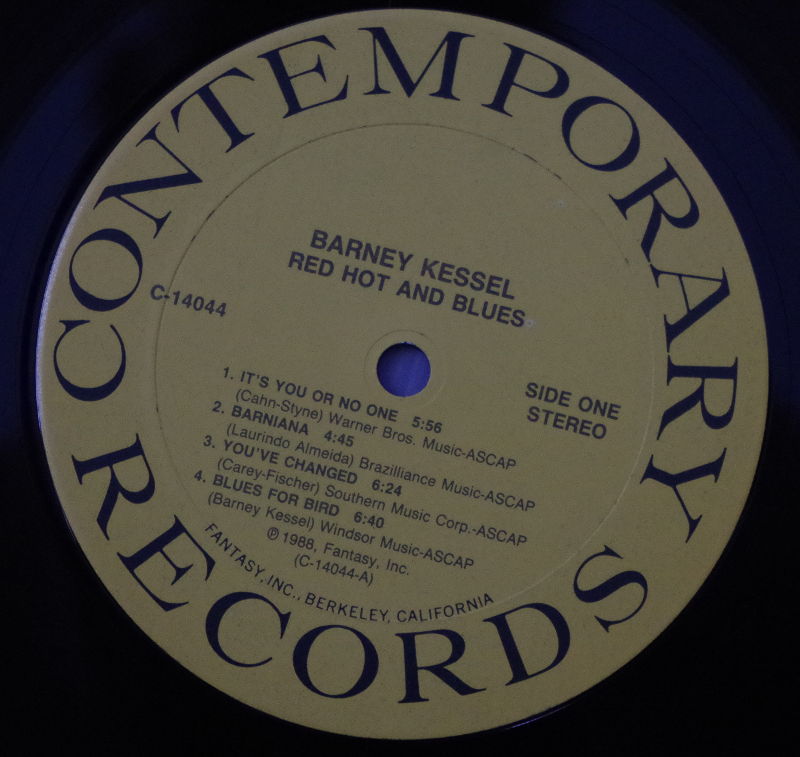 CONTEMPORARY RECORDS
BARNEY KESSEL
RED HOT AND BLUES
C-14044
SIDE ONE
STEREO
1. IT'S YOU OR NO ONE 5:56
(Cahn-Styne) Warner Bros. Music-ASCAP
2. BARNIANA 4:45
(Laurindo Almeida) Brazilliance Music-ASCAP
3. YOU'VE CHANGED 6:24
(Carey-Fischer) Southern Music Corp.-ASCAP
4. BLUES FOR BIRD 6:40
(Barney Kessel) Windsor Music-ASCAP
℗ 1988, Fantasy, Inc.
(C-14044-A)
FANTASY, INC., BERKELEY, CALIFORNIA